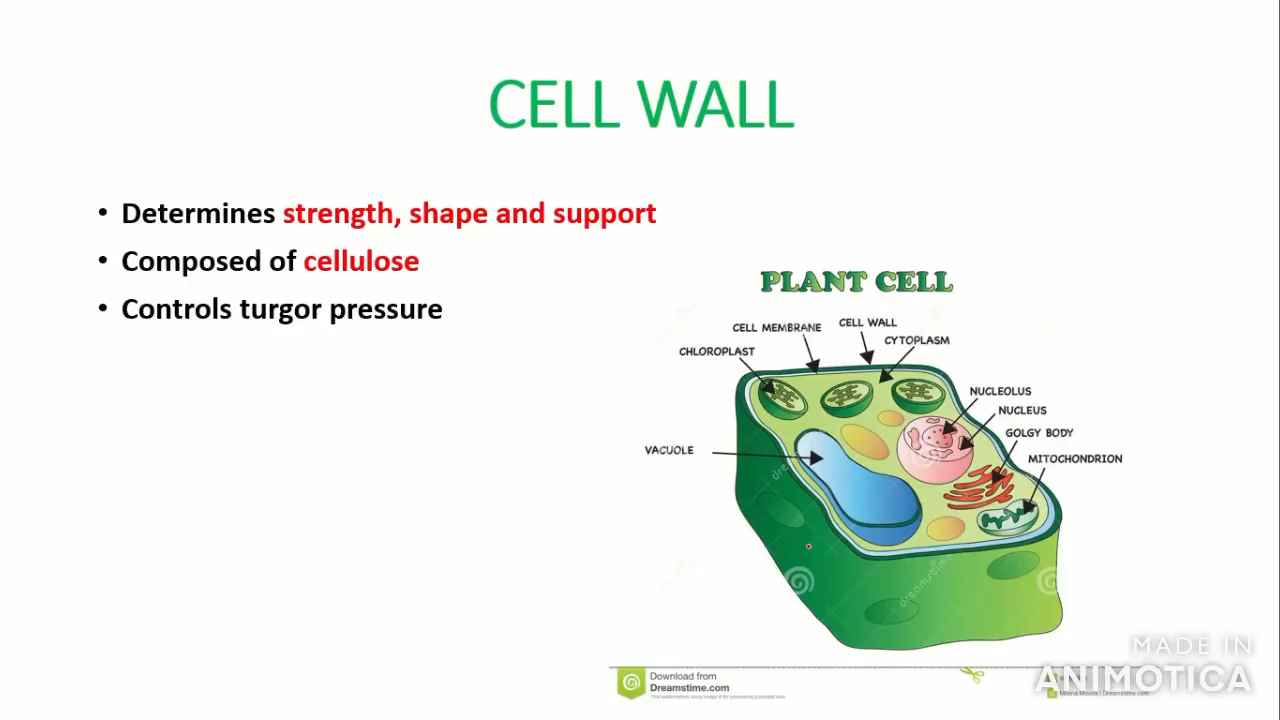 CELL WALL
• Determines strength, shape and support
• Composed of cellulose
• Controls turgor pressure
PLANT CELL
CELL MEMBRANE
CELL WALL
CYTOPLASM
CHLOROPLAST
NUCLEOLUS
NUCLEUS
GOLGY BODY
VACUOLE
MITOCHONDRION
dreamstime
MADE IN
ANIMOTICA
Download from
Dreamstime.com